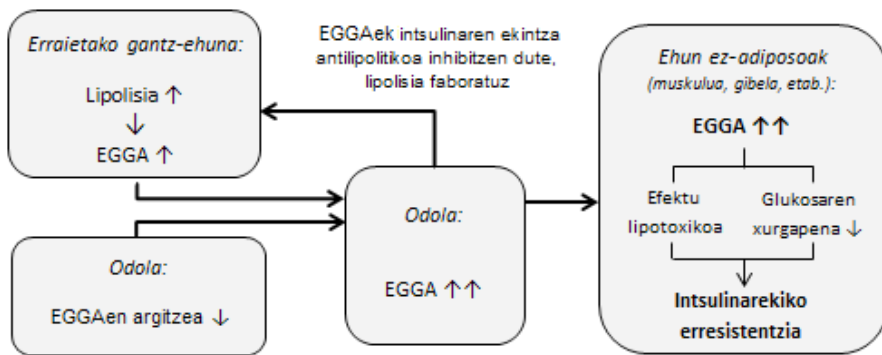 Erraietako gantz-ehuna:
Lipolisia ↑
↓
EGGA ↑
EGGAek intsulinaren ekintza
antilipolitikoa inhibitzen dute,
lipolisia faboratuz
Odola:
EGGAen argitzea ↓
Odola:
EGGA ↑↑
Ehun ez-adiposoak
(muskulua, gibela, etab.):
EGGA ↑↑
Efektu
lipotoxikoa
Glukosaren
xurgapena ↓
Intsulinarekiko
erresistentzia